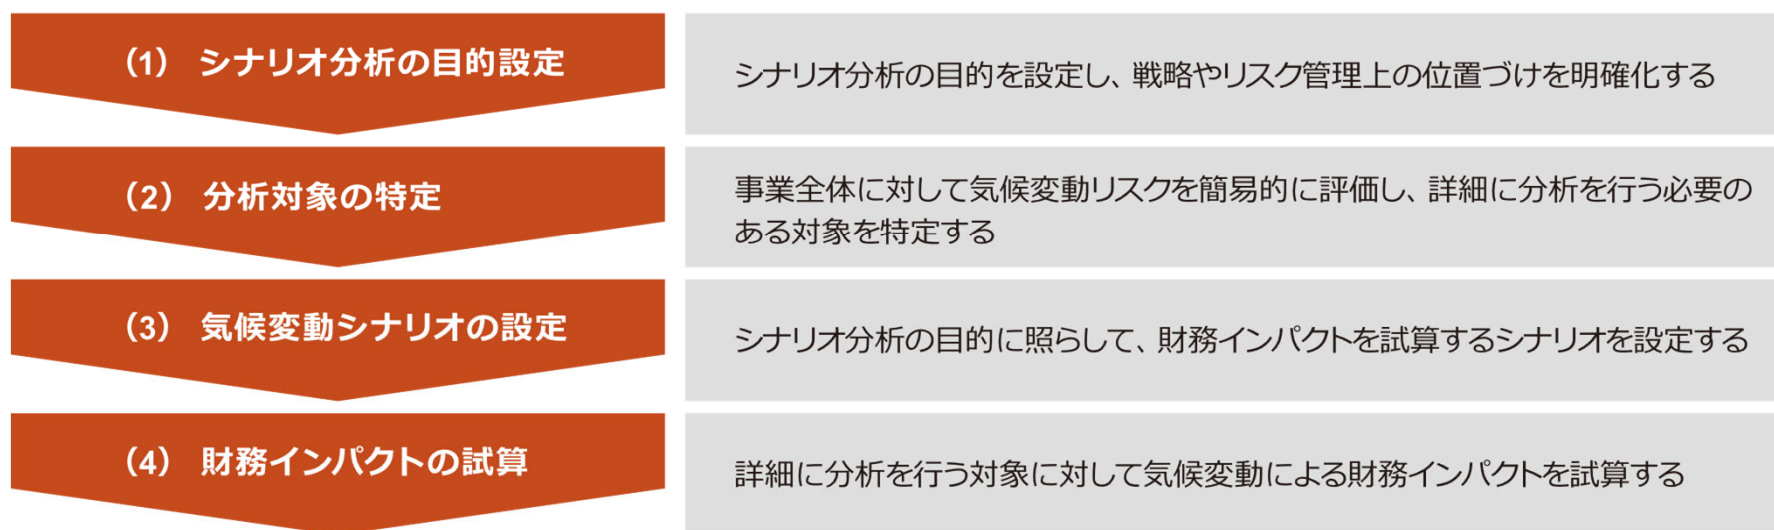 (1) シナリオ分析の目的設定
シナリオ分析の目的を設定し、戦略やリスク管理上の位置づけを明確化する
(2) 分析対象の特定
事業全体に対して気候変動リスクを簡易的に評価し、詳細に分析を行う必要の
ある対象を特定する
(3) 気候変動シナリオの設定
シナリオ分析の目的に照らして、財務インパクトを試算するシナリオを設定する
(4) 財務インパクトの試算
詳細に分析を行う対象に対して気候変動による財務インパクトを試算する